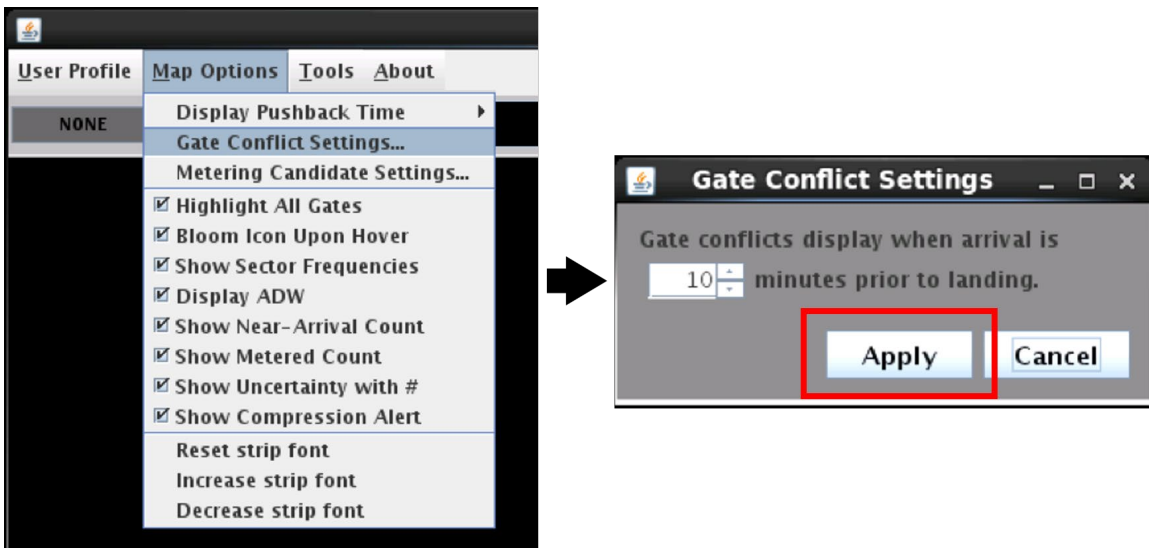 User Profile Map Options Tools About
NONE
Display Pushback Time
Gate Conflict Settings...
Metering Candidate Settings...
Highlight All Gates
Bloom Icon Upon Hover
Show Sector Frequencies
Display ADW
Show Near-Arrival Count
Show Metered Count
Show Uncertainty with #
Show Compression Alert
Reset strip font
Increase strip font
Decrease strip font
Gate Conflict Settings
Gate conflicts display when arrival is
10 minutes prior to landing.
Apply Cancel